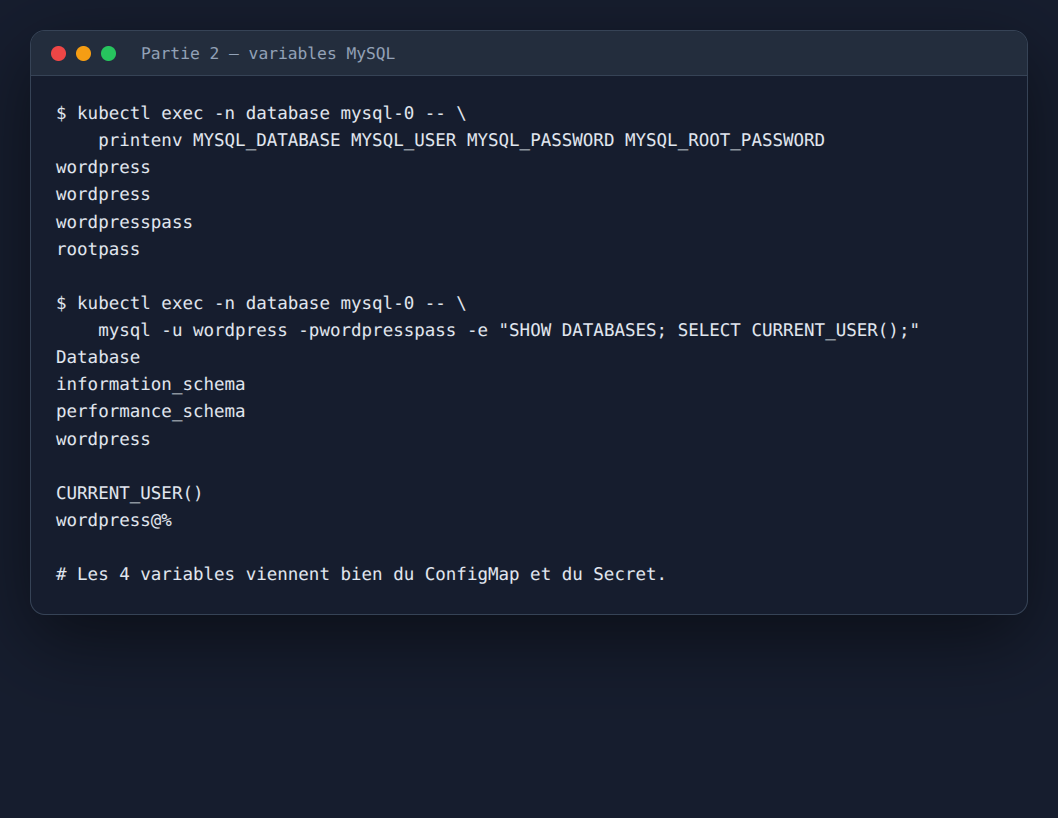 Partie 2 — variables MySQL
$ kubectl exec -n database mysql-0 -- \
    printenv MYSQL_DATABASE MYSQL_USER MYSQL_PASSWORD MYSQL_ROOT_PASSWORD
wordpress
wordpress
wordpresspass
rootpass

$ kubectl exec -n database mysql-0 -- \
    mysql -u wordpress -pwordpresspass -e "SHOW DATABASES; SELECT CURRENT_USER();"
Database
information_schema
performance_schema
wordpress

CURRENT_USER()
wordpress@%

# Les 4 variables viennent bien du ConfigMap et du Secret.